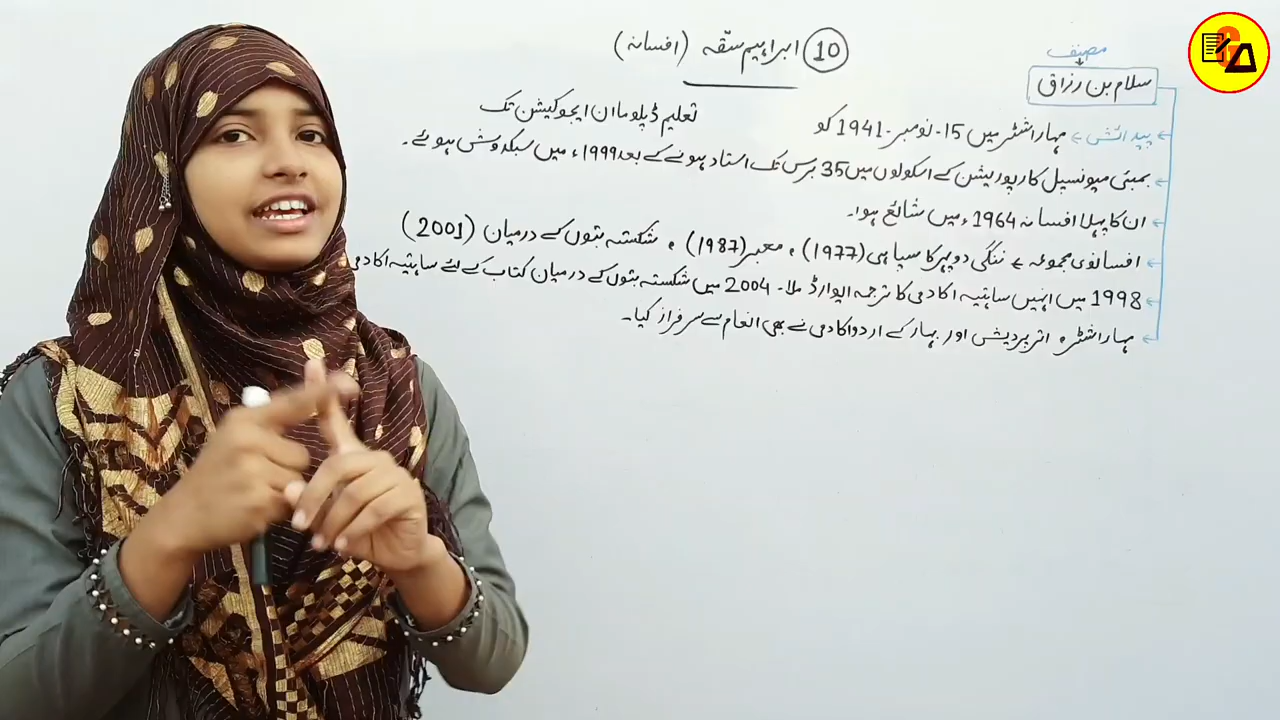 10 ابراہیم سقّہ (افسانہ)
مصنف
سلام بن رزاق
پیدائشی ← مہاراشٹر میں 15۔ نومبر۔ 1941 کو
تعلیم ڈپلوما ان ایجوکیشن تک
بمبئی میونسپل کارپوریشن کے اسکولوں میں 35 برس تک استاد ہونے کے بعد 1999ء میں سبکدوش ہوئے۔
ان کا پہلا افسانہ 1964ء میں شائع ہوا۔
افسانوی مجموعہ ← ننگی دوپہر کا سپاہی (1977)، معبر (1987)، شکستہ بتوں کے درمیان (2001)
1998 میں انہیں ساہتیہ اکادمی کا ترجمہ ایوارڈ ملا۔ 2004 میں شکستہ بتوں کے درمیان کتاب کے لئے ساہتیہ اکادمی
مہاراشٹر، اترپردیش اور بہار کے اردو اکادمی نے بھی انعام سے سرفراز کیا۔